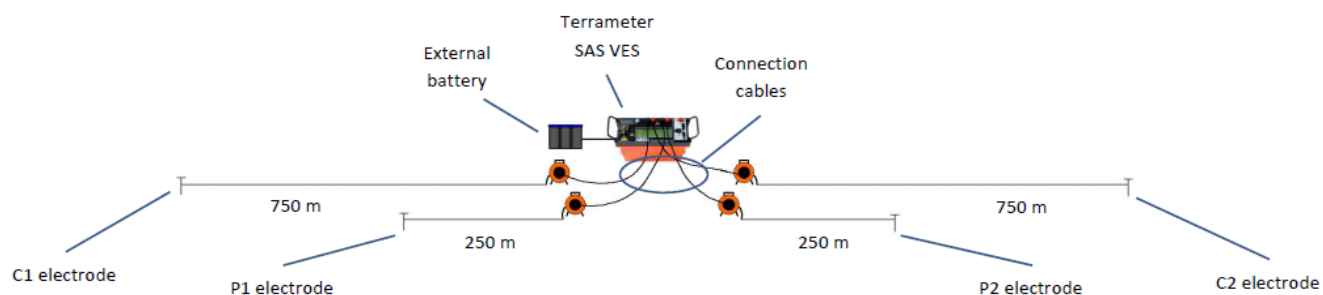 Terrameter
SAS VES
External
battery
Connection
cables
750 m
750 m
250 m
250 m
C1 electrode
P1 electrode
P2 electrode
C2 electrode